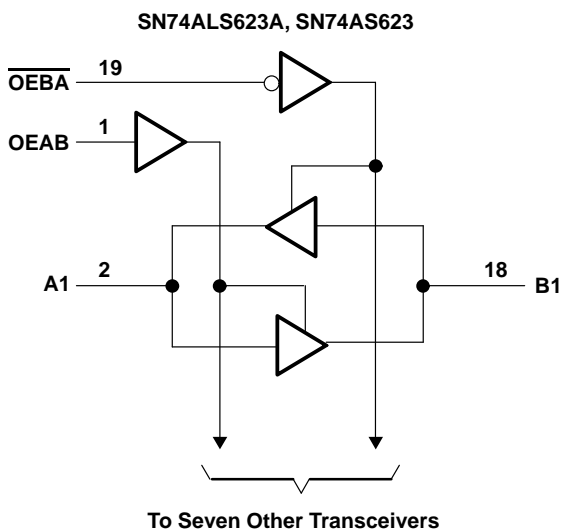 SN74ALS623A, SN74AS623
OEBA 19
OEAB 1
A1 2
18 B1
To Seven Other Transceivers